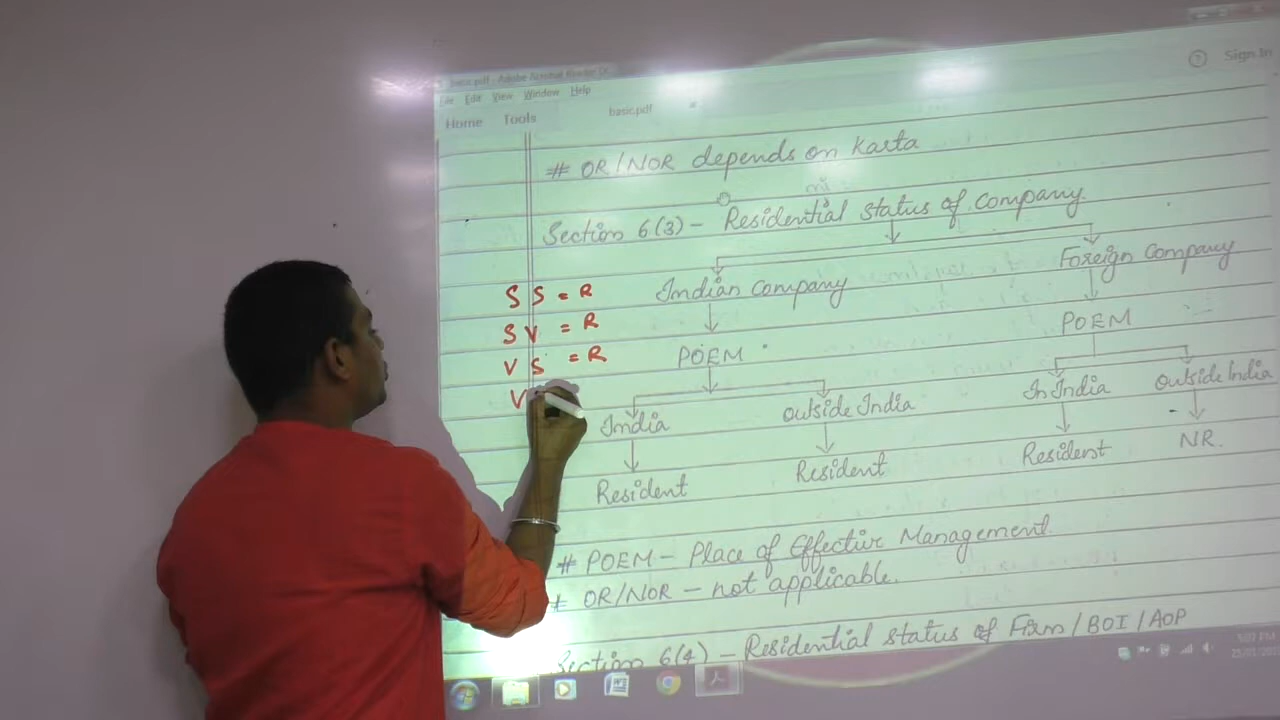 basic.pdf - Adobe Acrobat Reader DC
File Edit View Window Help
Home Tools basic.pdf
Sign In
# OR/NOR depends on Karta
Section 6(3) - Residential status of Company
Indian Company
Foreign Company
POEM
POEM
India
outside India
In India
Outside India
Resident
Resident
Resident
NR.
S S = R
S V = R
V S = R
V
# POEM - Place of Effective Management.
# OR/NOR - not applicable.
Section 6(4) - Residential status of Firm/BOI/AOP